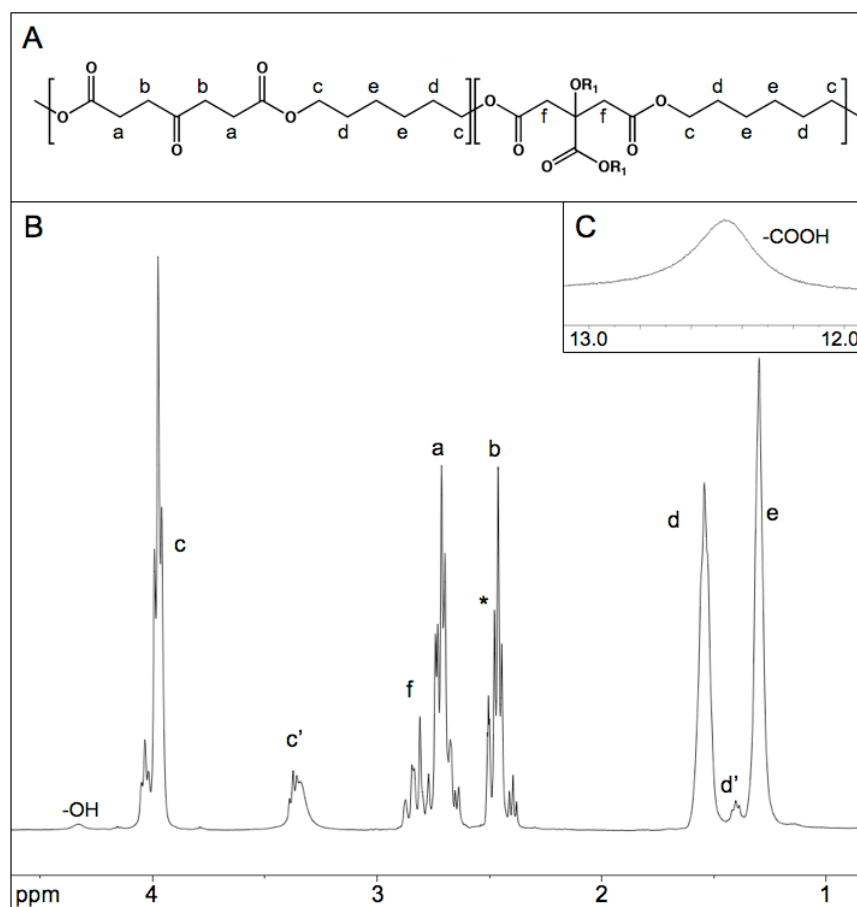 A
O b b O c e d d e c
O a a O d e c O f f O d e c
O
OR₁
O O
O OR₁
B
C
-COOH
13.0 12.0
c
a
b
*
d
e
f
c'
d'
-OH
ppm 4 3 2 1